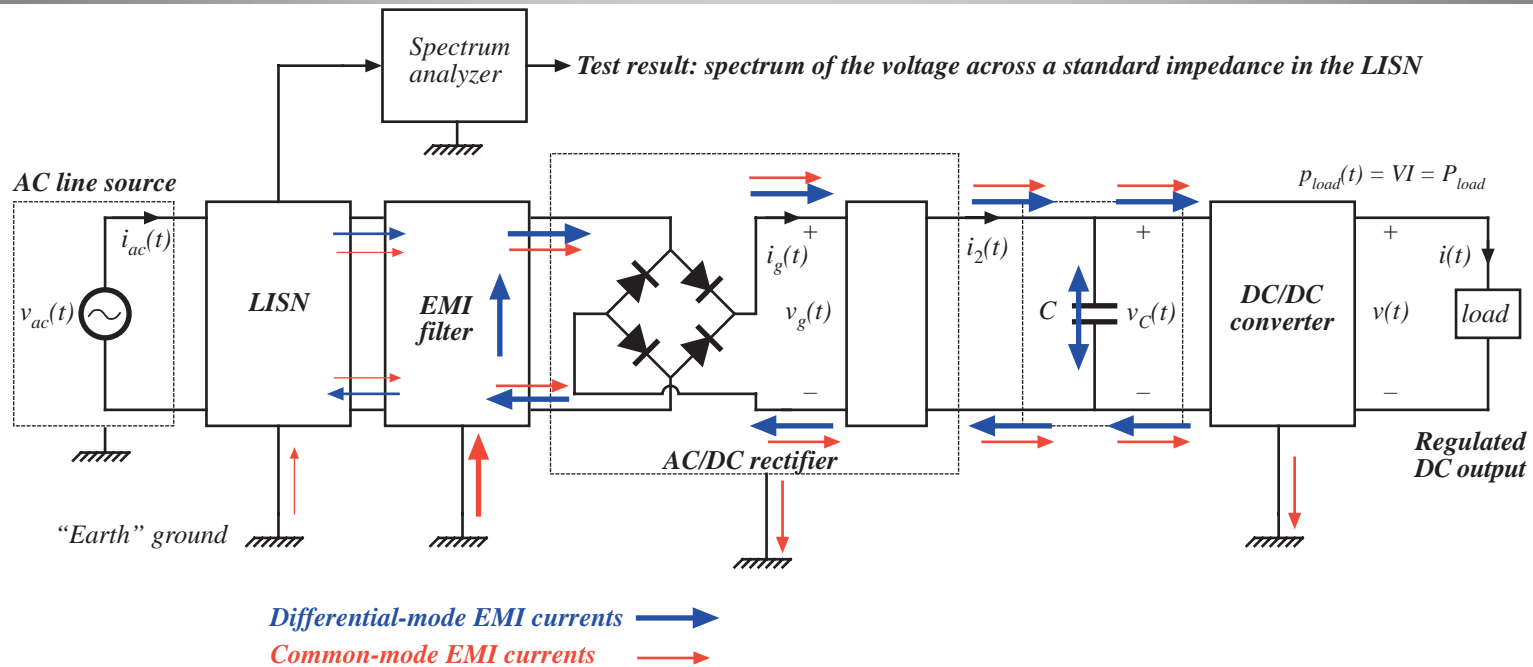 Spectrum
analyzer
Test result: spectrum of the voltage across a standard impedance in the LISN
AC line source
p_load(t) = VI = P_load
i_ac(t)
v_ac(t)
LISN
EMI
filter
i_g(t)
+
v_g(t)
–
AC/DC rectifier
i_2(t)
C
+
v_C(t)
–
DC/DC
converter
+
v(t)
–
i(t)
load
Regulated
DC output
"Earth" ground
Differential-mode EMI currents
Common-mode EMI currents